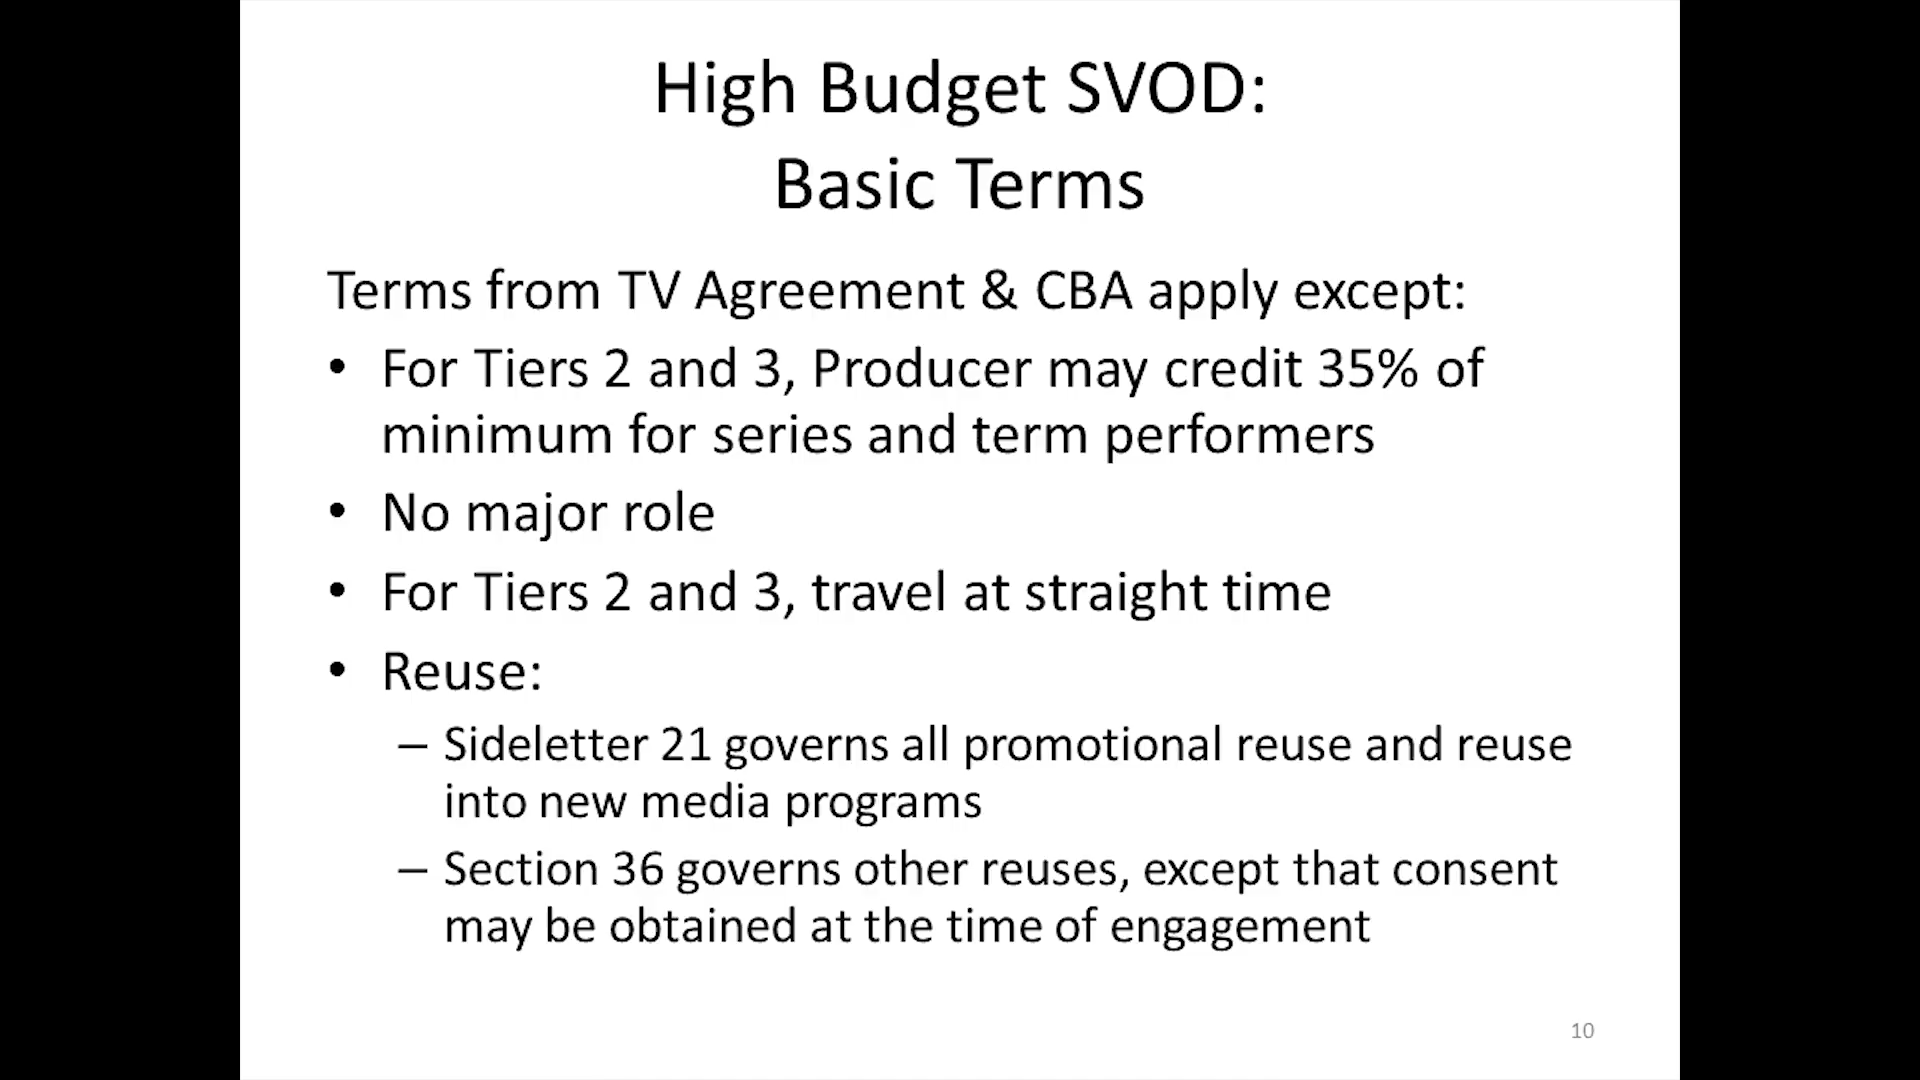 High Budget SVOD:
Basic Terms
Terms from TV Agreement & CBA apply except:
• For Tiers 2 and 3, Producer may credit 35% of
minimum for series and term performers
• No major role
• For Tiers 2 and 3, travel at straight time
• Reuse:
– Sideletter 21 governs all promotional reuse and reuse
into new media programs
– Section 36 governs other reuses, except that consent
may be obtained at the time of engagement
10